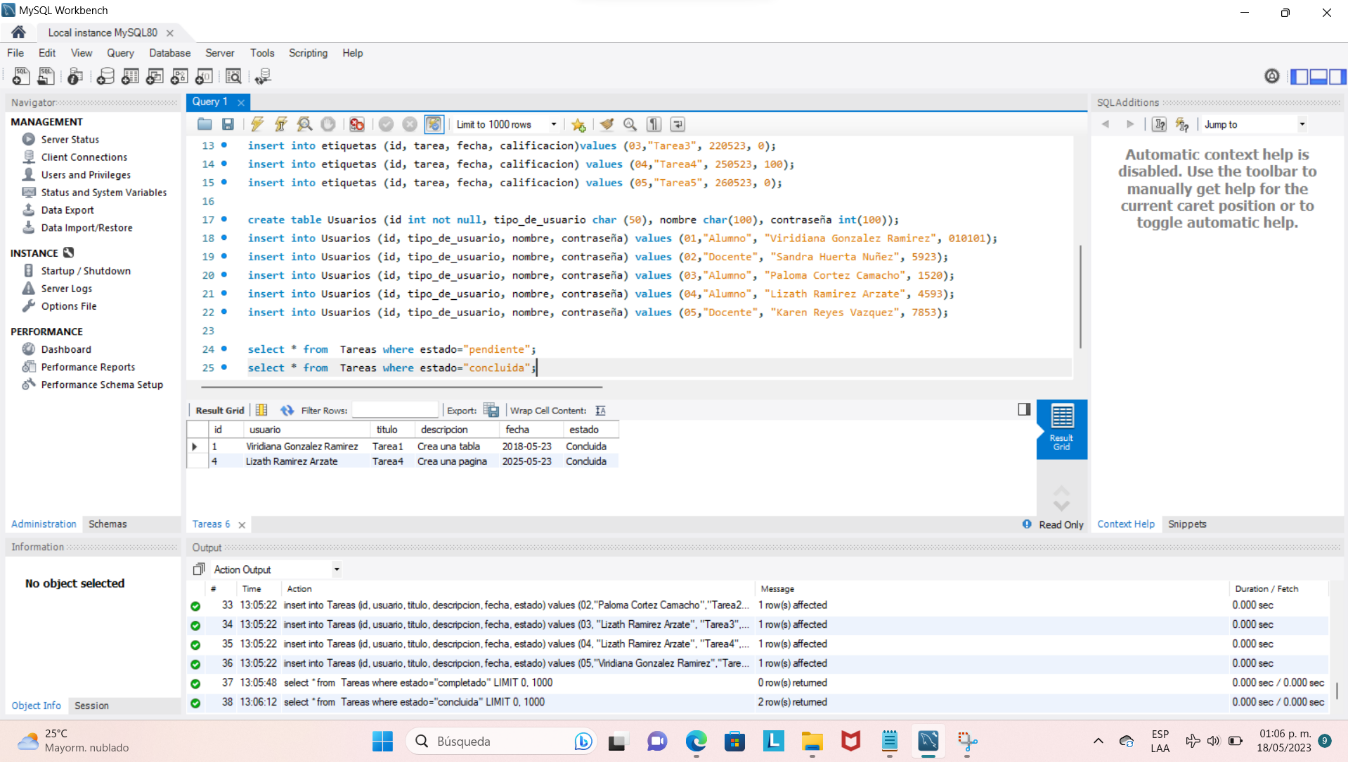 MySQL Workbench
Local instance MySQL80
File Edit View Query Database Server Tools Scripting Help
Navigator
MANAGEMENT
Server Status
Client Connections
Users and Privileges
Status and System Variables
Data Export
Data Import/Restore
INSTANCE
Startup / Shutdown
Server Logs
Options File
PERFORMANCE
Dashboard
Performance Reports
Performance Schema Setup
Administration Schemas
Information
No object selected
Object Info Session
Query 1
Limit to 1000 rows
13 insert into etiquetas (id, tarea, fecha, calificacion)values (03,"Tarea3", 220523, 0);
14 insert into etiquetas (id, tarea, fecha, calificacion) values (04,"Tarea4", 250523, 100);
15 insert into etiquetas (id, tarea, fecha, calificacion) values (05,"Tarea5", 260523, 0);
16
17 create table Usuarios (id int not null, tipo_de_usuario char (50), nombre char(100), contraseña int(100));
18 insert into Usuarios (id, tipo_de_usuario, nombre, contraseña) values (01,"Alumno", "Viridiana Gonzalez Ramirez", 010101);
19 insert into Usuarios (id, tipo_de_usuario, nombre, contraseña) values (02,"Docente", "Sandra Huerta Nuñez", 5923);
20 insert into Usuarios (id, tipo_de_usuario, nombre, contraseña) values (03,"Alumno", "Paloma Cortez Camacho", 1520);
21 insert into Usuarios (id, tipo_de_usuario, nombre, contraseña) values (04,"Alumno", "Lizath Ramirez Arzate", 4593);
22 insert into Usuarios (id, tipo_de_usuario, nombre, contraseña) values (05,"Docente", "Karen Reyes Vazquez", 7853);
23
24 select * from  Tareas where estado="pendiente";
25 select * from  Tareas where estado="concluida";
Result Grid Filter Rows: Export: Wrap Cell Content:
id usuario titulo descripcion fecha estado
1 Viridiana Gonzalez Ramirez Tarea1 Crea una tabla 2018-05-23 Concluida
4 Lizath Ramirez Arzate Tarea4 Crea una pagina 2025-05-23 Concluida
Result
Grid
Tareas 6 Read Only
SQLAdditions
Jump to
Automatic context help is
disabled. Use the toolbar to
manually get help for the
current caret position or to
toggle automatic help.
Context Help Snippets
Output
Action Output
# Time Action Message Duration / Fetch
33 13:05:22 insert into Tareas (id, usuario, titulo, descripcion, fecha, estado) values (02,"Paloma Cortez Camacho","Tarea2... 1 row(s) affected 0.000 sec
34 13:05:22 insert into Tareas (id, usuario, titulo, descripcion, fecha, estado) values (03, "Lizath Ramirez Arzate", "Tarea3",... 1 row(s) affected 0.000 sec
35 13:05:22 insert into Tareas (id, usuario, titulo, descripcion, fecha, estado) values (04, "Lizath Ramirez Arzate", "Tarea4",... 1 row(s) affected 0.000 sec
36 13:05:22 insert into Tareas (id, usuario, titulo, descripcion, fecha, estado) values (05,"Viridiana Gonzalez Ramirez","Tare... 1 row(s) affected 0.000 sec
37 13:05:48 select * from  Tareas where estado="completado" LIMIT 0, 1000 0 row(s) returned 0.000 sec / 0.000 sec
38 13:06:12 select * from  Tareas where estado="concluida" LIMIT 0, 1000 2 row(s) returned 0.000 sec / 0.000 sec
25°C
Mayorm. nublado
Búsqueda
ESP
LAA
01:06 p. m.
18/05/2023
9